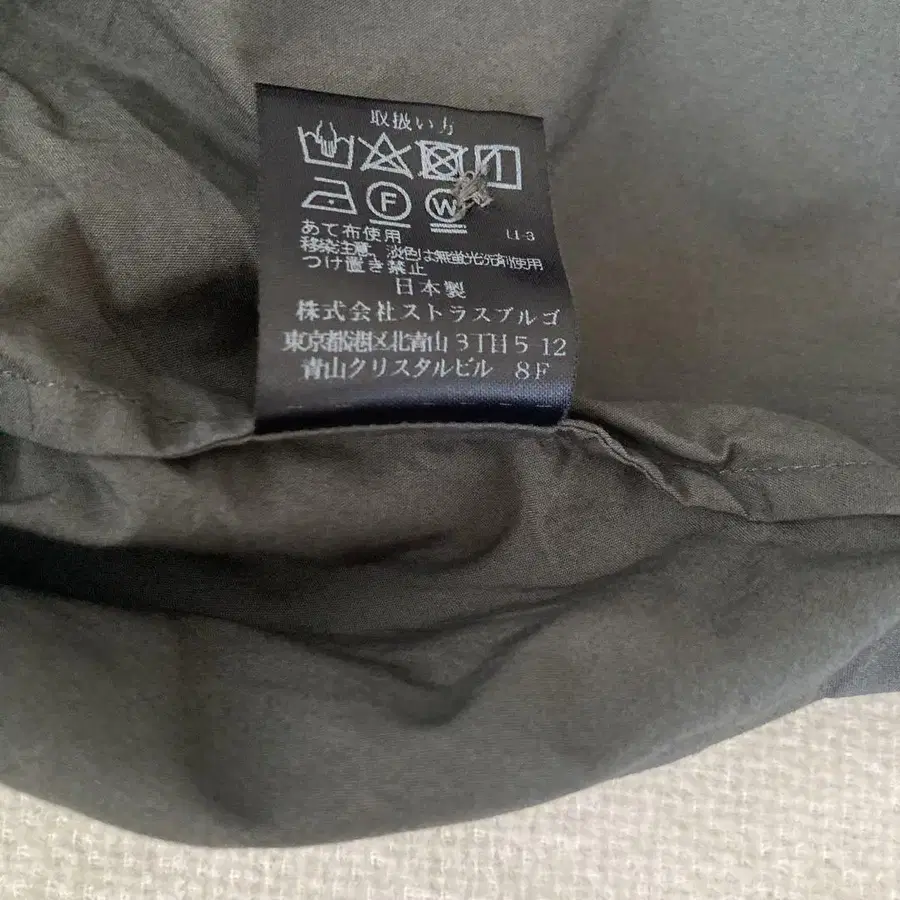 取扱い方
F W
あて布使用 LI-3
移染注意、淡色は無蛍光洗剤使用
つけ置き禁止
日本製
株式会社ストラスブルゴ
東京都港区北青山 3丁目5 12
青山クリスタルビル 8F